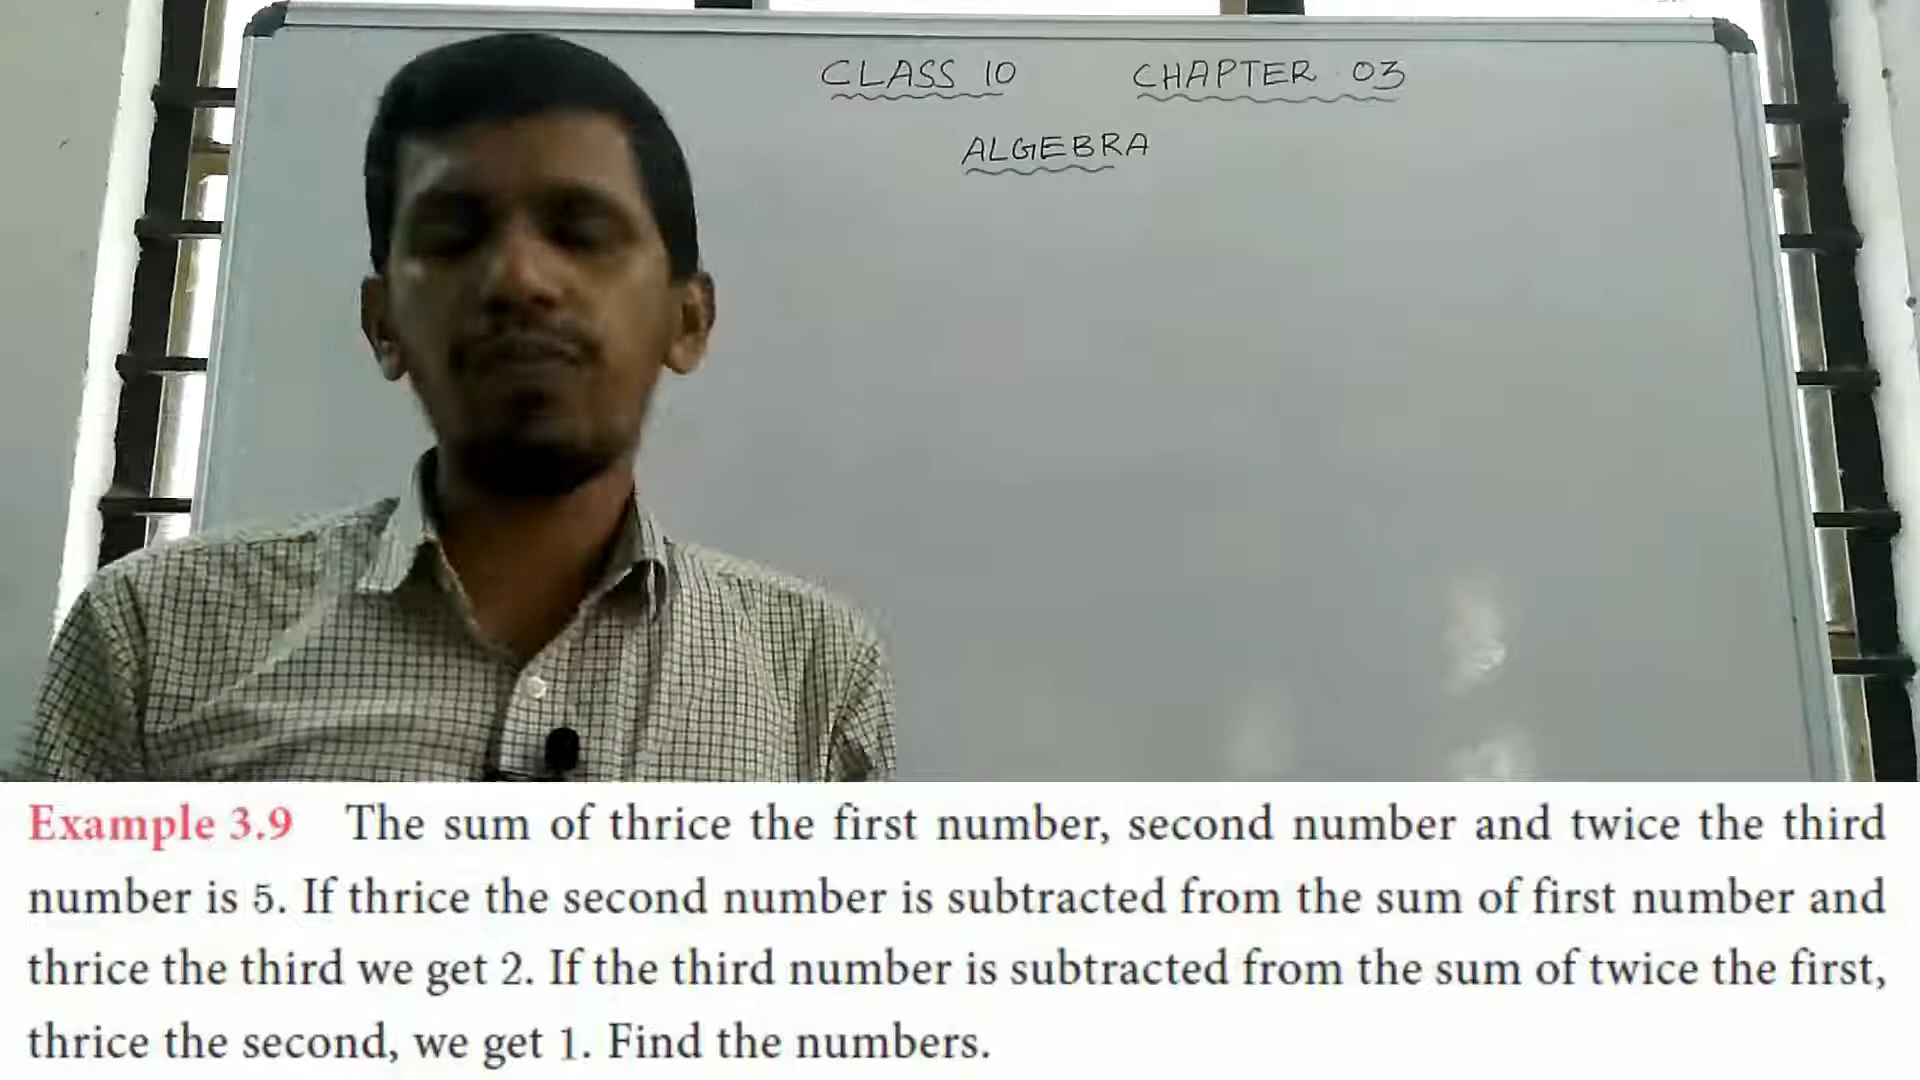 CLASS 10 CHAPTER 03
ALGEBRA
Example 3.9 The sum of thrice the first number, second number and twice the third
number is 5. If thrice the second number is subtracted from the sum of first number and
thrice the third we get 2. If the third number is subtracted from the sum of twice the first,
thrice the second, we get 1. Find the numbers.